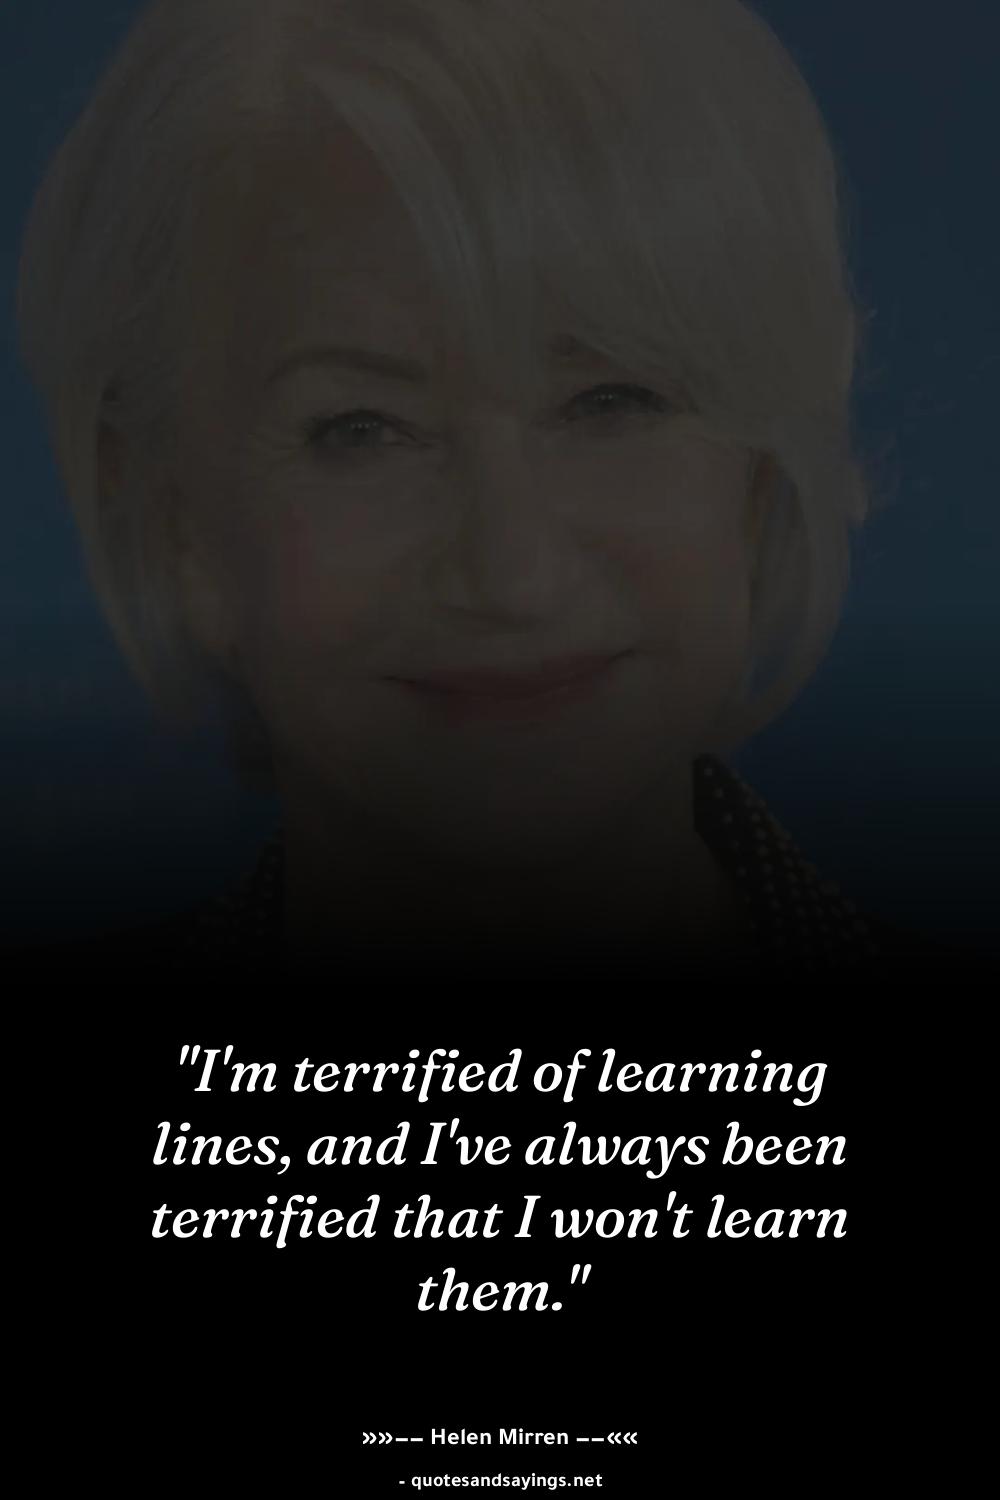 "I'm terrified of learning
lines, and I've always been
terrified that I won't learn
them."
»»–– Helen Mirren ––««
- quotesandsayings.net